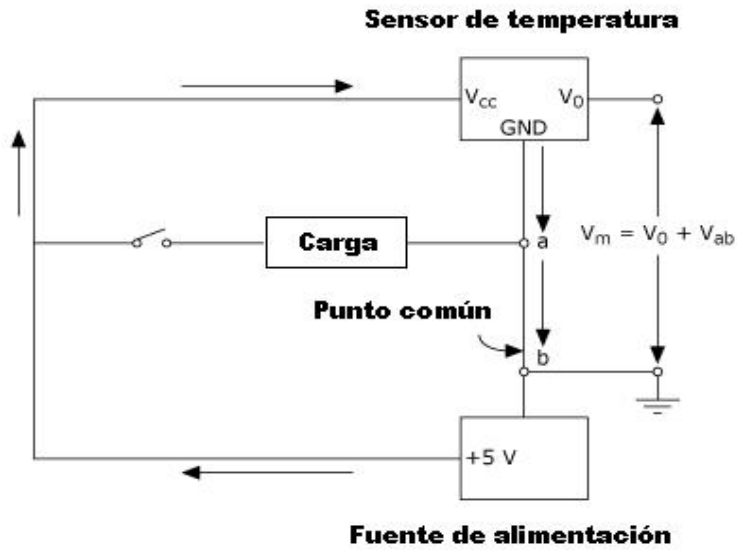 Sensor de temperatura
Vcc
V0
GND
Carga
a
Vm = V0 + Vab
Punto común
b
+5 V
Fuente de alimentación